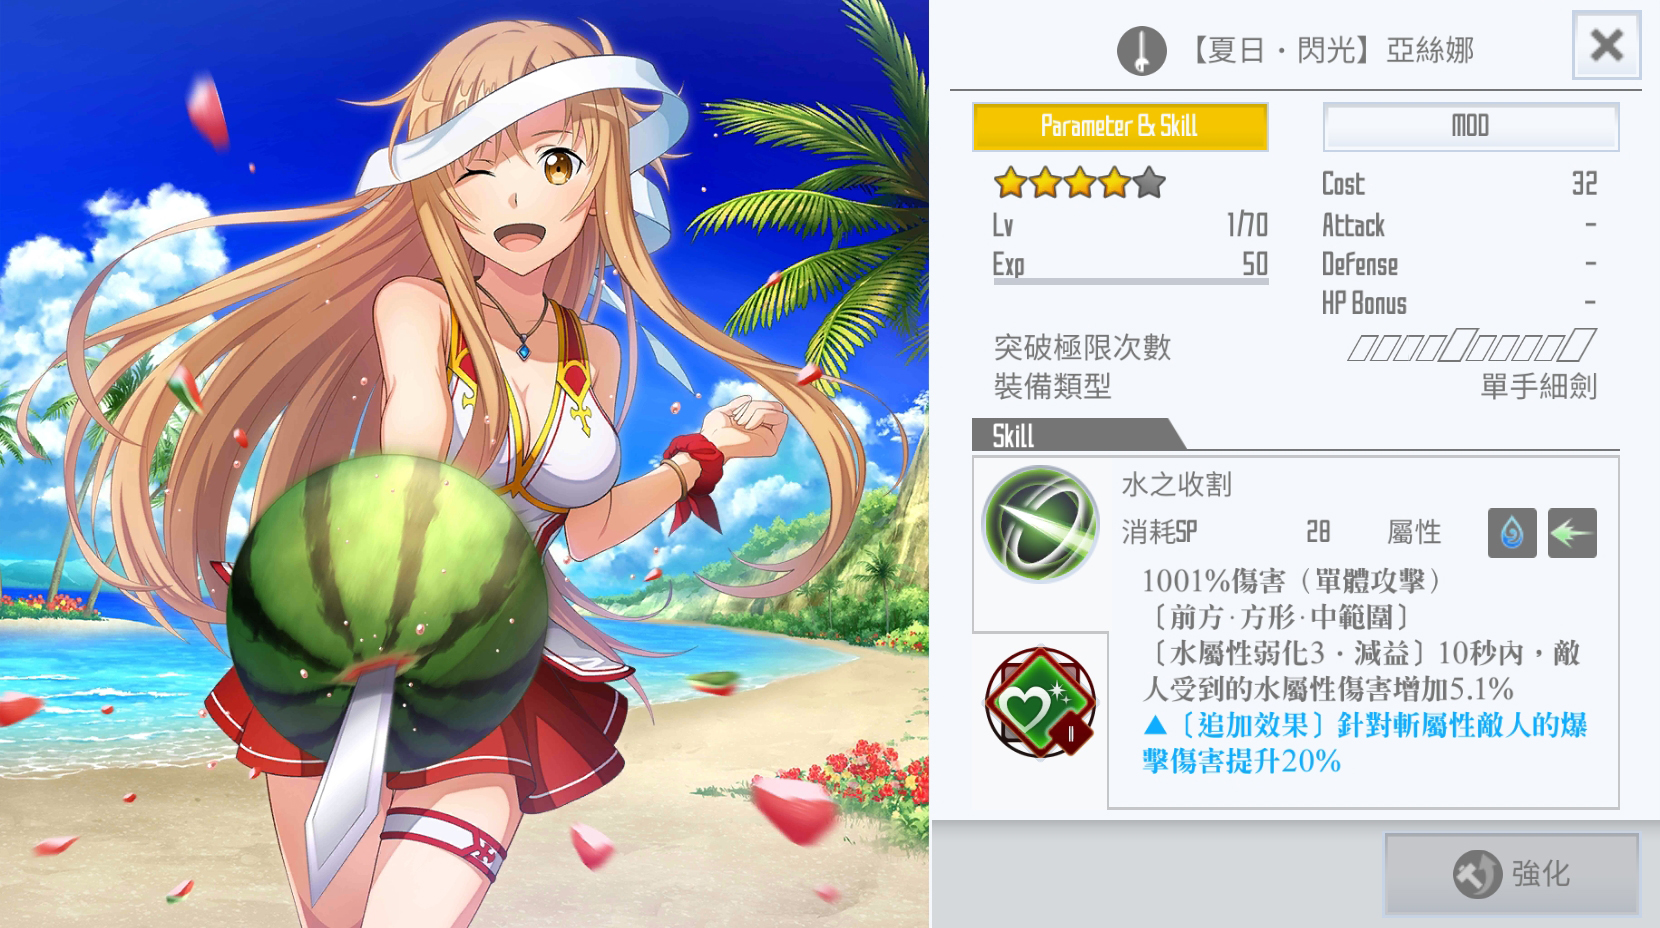 【夏日・閃光】亞絲娜
Parameter & Skill
MOD
Lv 1/70
Exp 50
Cost 32
Attack -
Defense -
HP Bonus -
突破極限次數
裝備類型 單手細劍
Skill
水之收割
消耗SP 28 屬性
1001%傷害（單體攻擊）
〔前方·方形·中範圍〕
〔水屬性弱化3．減益〕10秒內，敵
人受到的水屬性傷害增加5.1%
▲〔追加效果〕針對斬屬性敵人的爆
擊傷害提升20%
II
強化